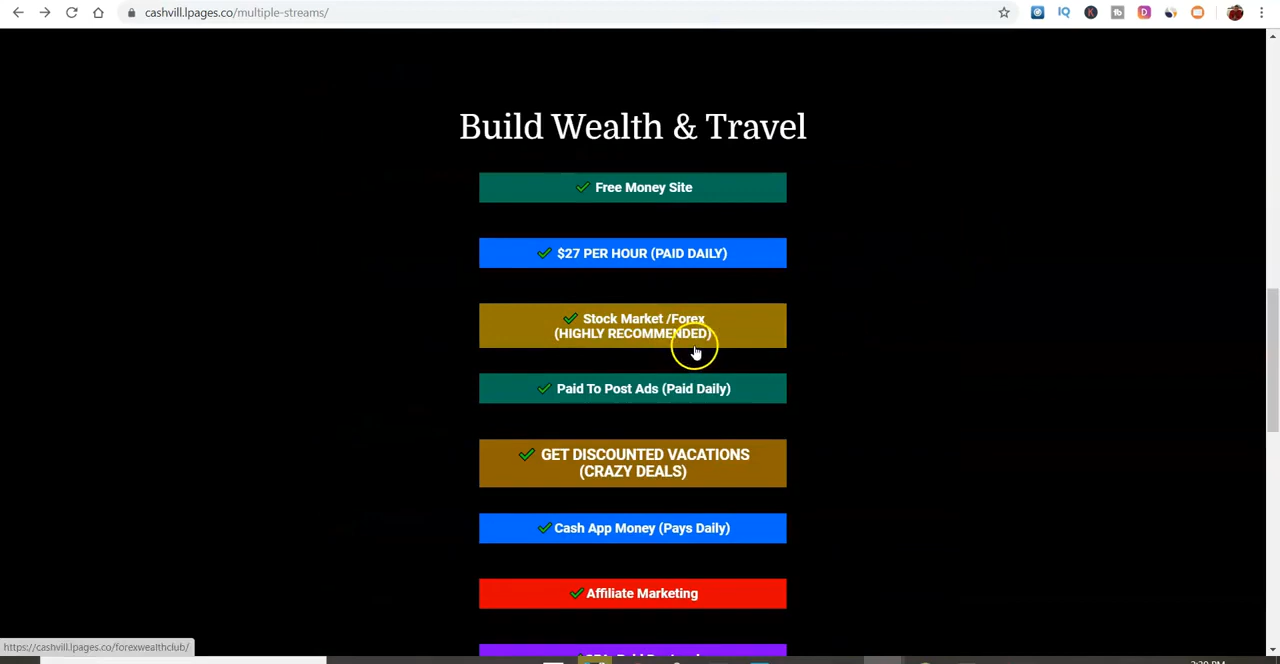 cashvill.lpages.co/multiple-streams/
Build Wealth & Travel
Free Money Site
$27 PER HOUR (PAID DAILY)
Stock Market /Forex
(HIGHLY RECOMMENDED)
Paid To Post Ads (Paid Daily)
GET DISCOUNTED VACATIONS
(CRAZY DEALS)
Cash App Money (Pays Daily)
Affiliate Marketing
https://cashvill.lpages.co/forexwealthclub/